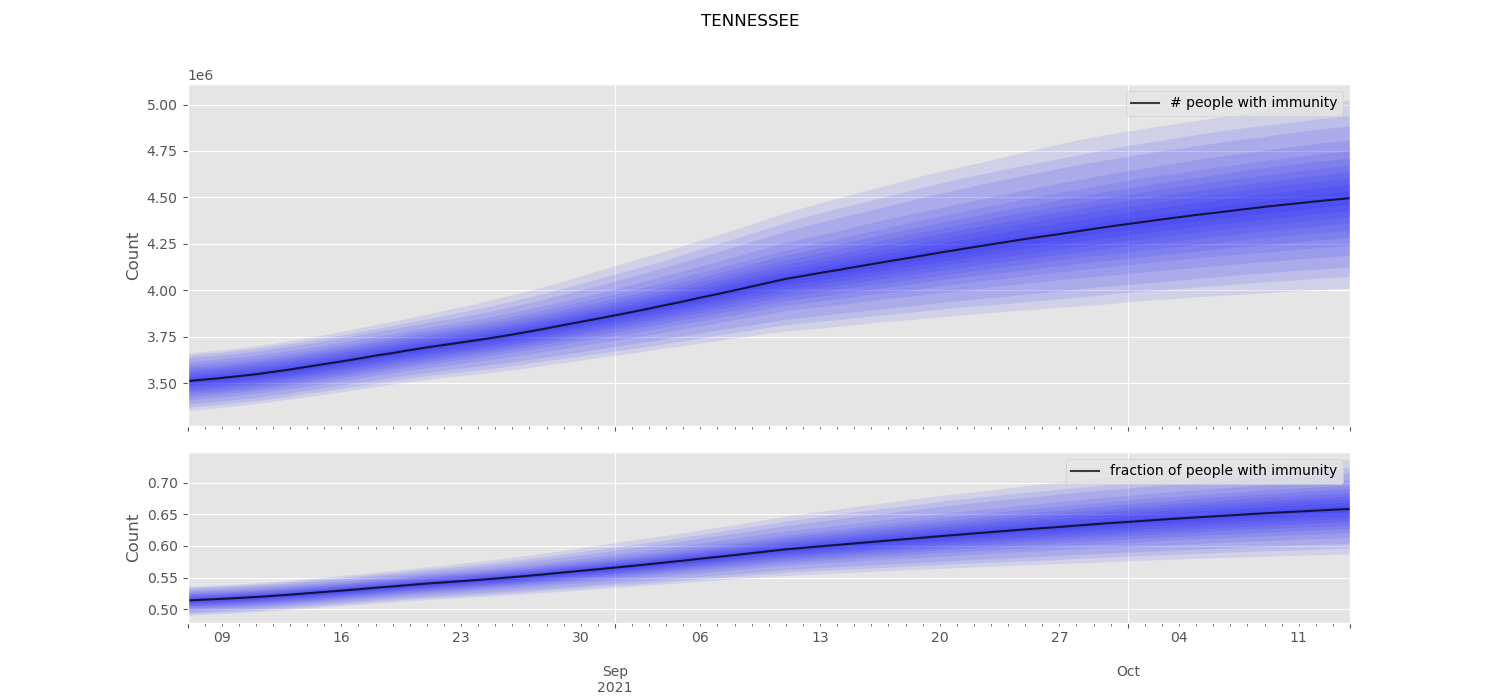 TENNESSEE
1e6
5.00
4.75
4.50
4.25
4.00
3.75
3.50
Count
# people with immunity
0.70
0.65
0.60
0.55
0.50
Count
fraction of people with immunity
09 16 23 30 06 13 20 27 04 11
Sep Oct
2021